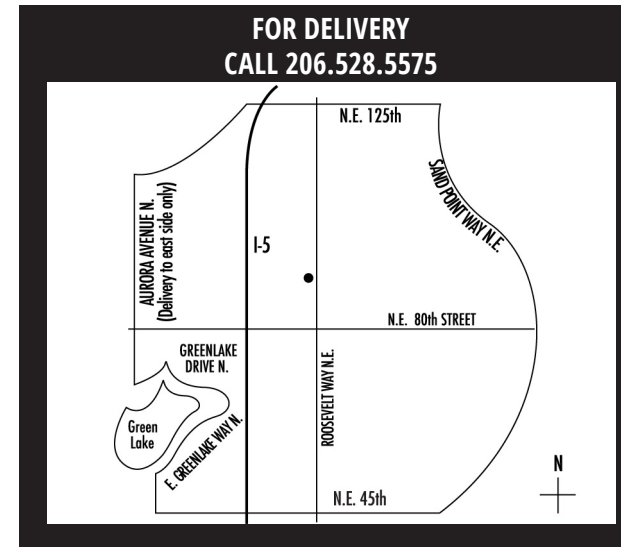 FOR DELIVERY
CALL 206.528.5575
N.E. 125th
SAND POINT WAY N.E.
AURORA AVENUE N.
(Delivery to east side only)
I-5
N.E. 80th STREET
GREENLAKE
DRIVE N.
ROOSEVELT WAY N.E.
Green
Lake
E. GREENLAKE WAY N.
N
N.E. 45th